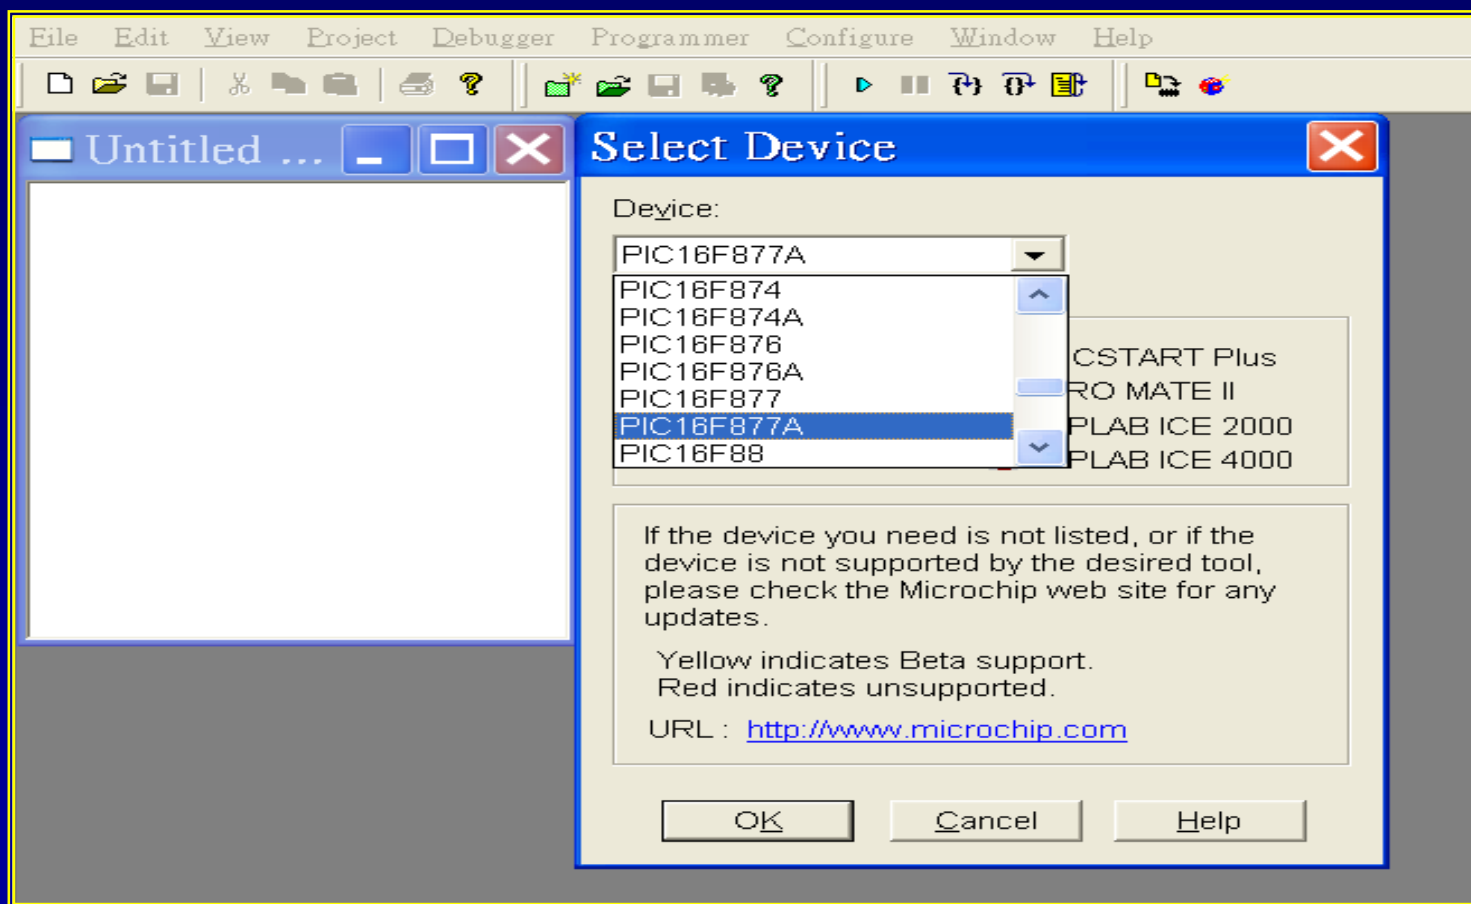 File Edit View Project Debugger Programmer Configure Window Help
Untitled ...
Select Device
Device:
PIC16F877A
PIC16F874
PIC16F874A
PIC16F876
PIC16F876A
PIC16F877
PIC16F877A
PIC16F88
CSTART Plus
RO MATE II
PLAB ICE 2000
PLAB ICE 4000
If the device you need is not listed, or if the
device is not supported by the desired tool,
please check the Microchip web site for any
updates.
Yellow indicates Beta support.
Red indicates unsupported.
URL : http://www.microchip.com
OK Cancel Help